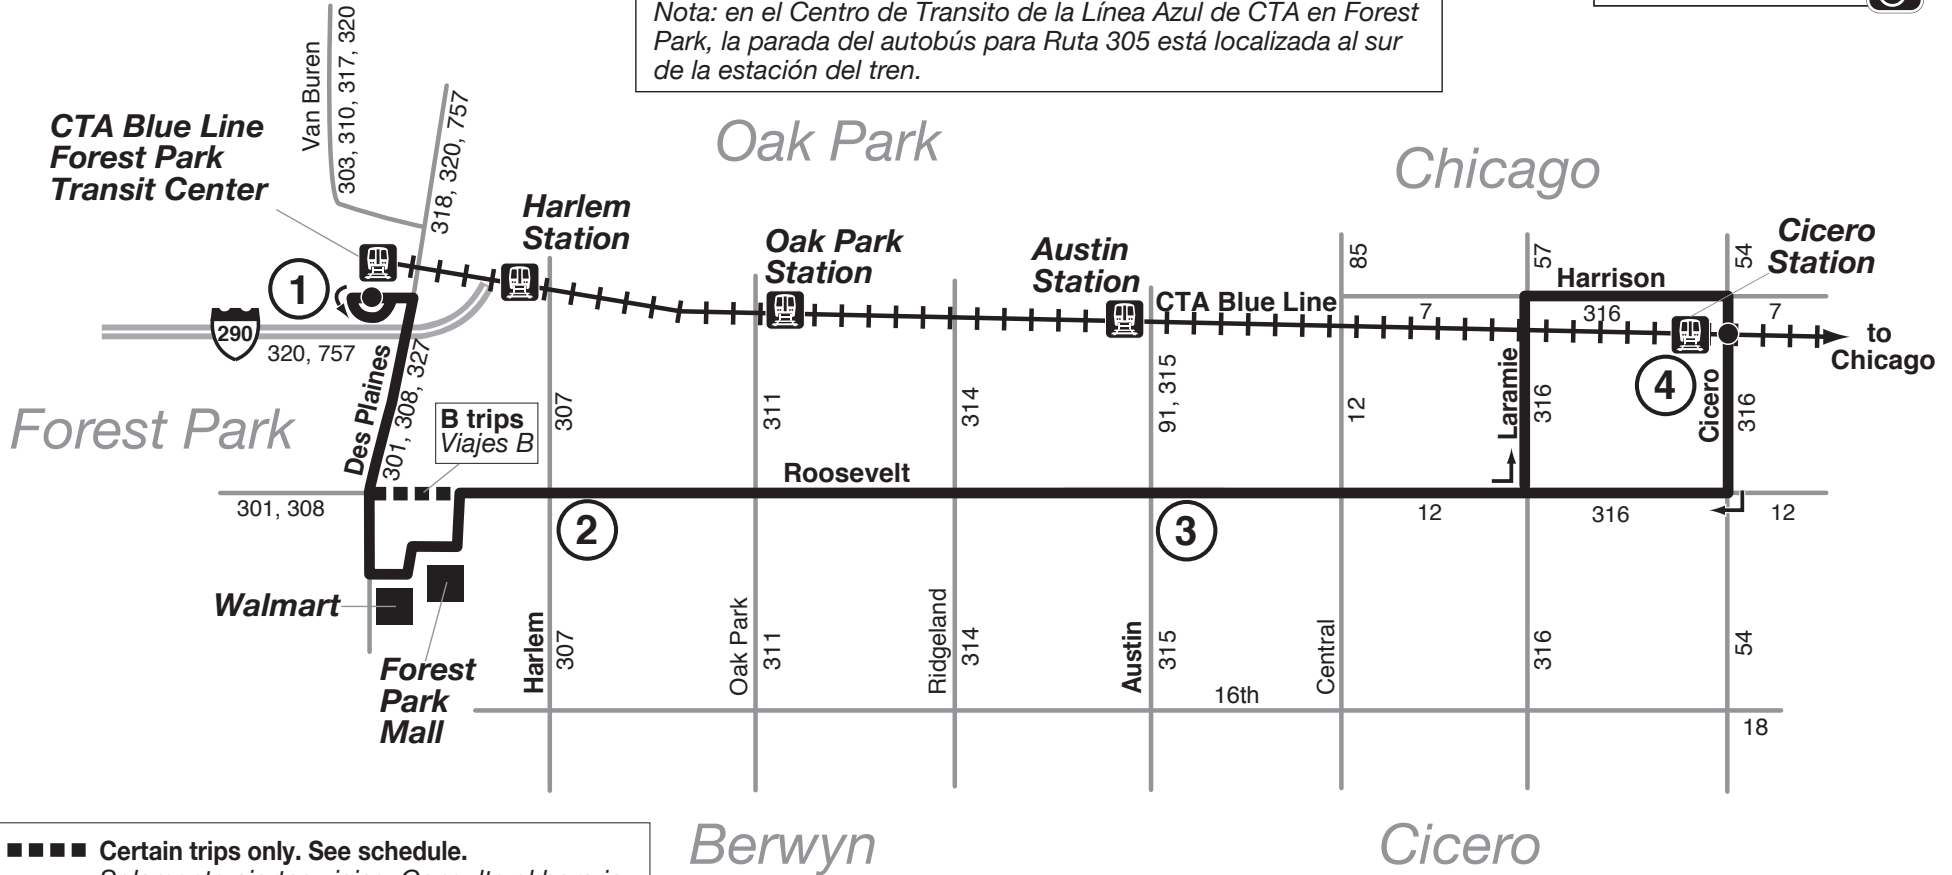 Nota: en el Centro de Transito de la Línea Azul de CTA en Forest
Park, la parada del autobús para Ruta 305 está localizada al sur
de la estación del tren.
Van Buren
303, 310, 317, 320
318, 320, 757
CTA Blue Line
Forest Park
Transit Center
Oak Park
Chicago
Harlem
Station
Oak Park
Station
Austin
Station
Cicero
Station
85
57
54
Harrison
1
CTA Blue Line
7
316
7
290
320, 757
to
Chicago
Des Plaines
301, 308, 327
Forest Park
B trips
Viajes B
307
311
314
91, 315
12
Laramie
316
4
Cicero
316
Roosevelt
301, 308
2
3
12
316
12
Walmart
Forest
Park
Mall
Harlem
307
Oak Park
311
Ridgeland
314
Austin
315
Central
316
54
16th
18
Berwyn
Cicero
Certain trips only. See schedule.